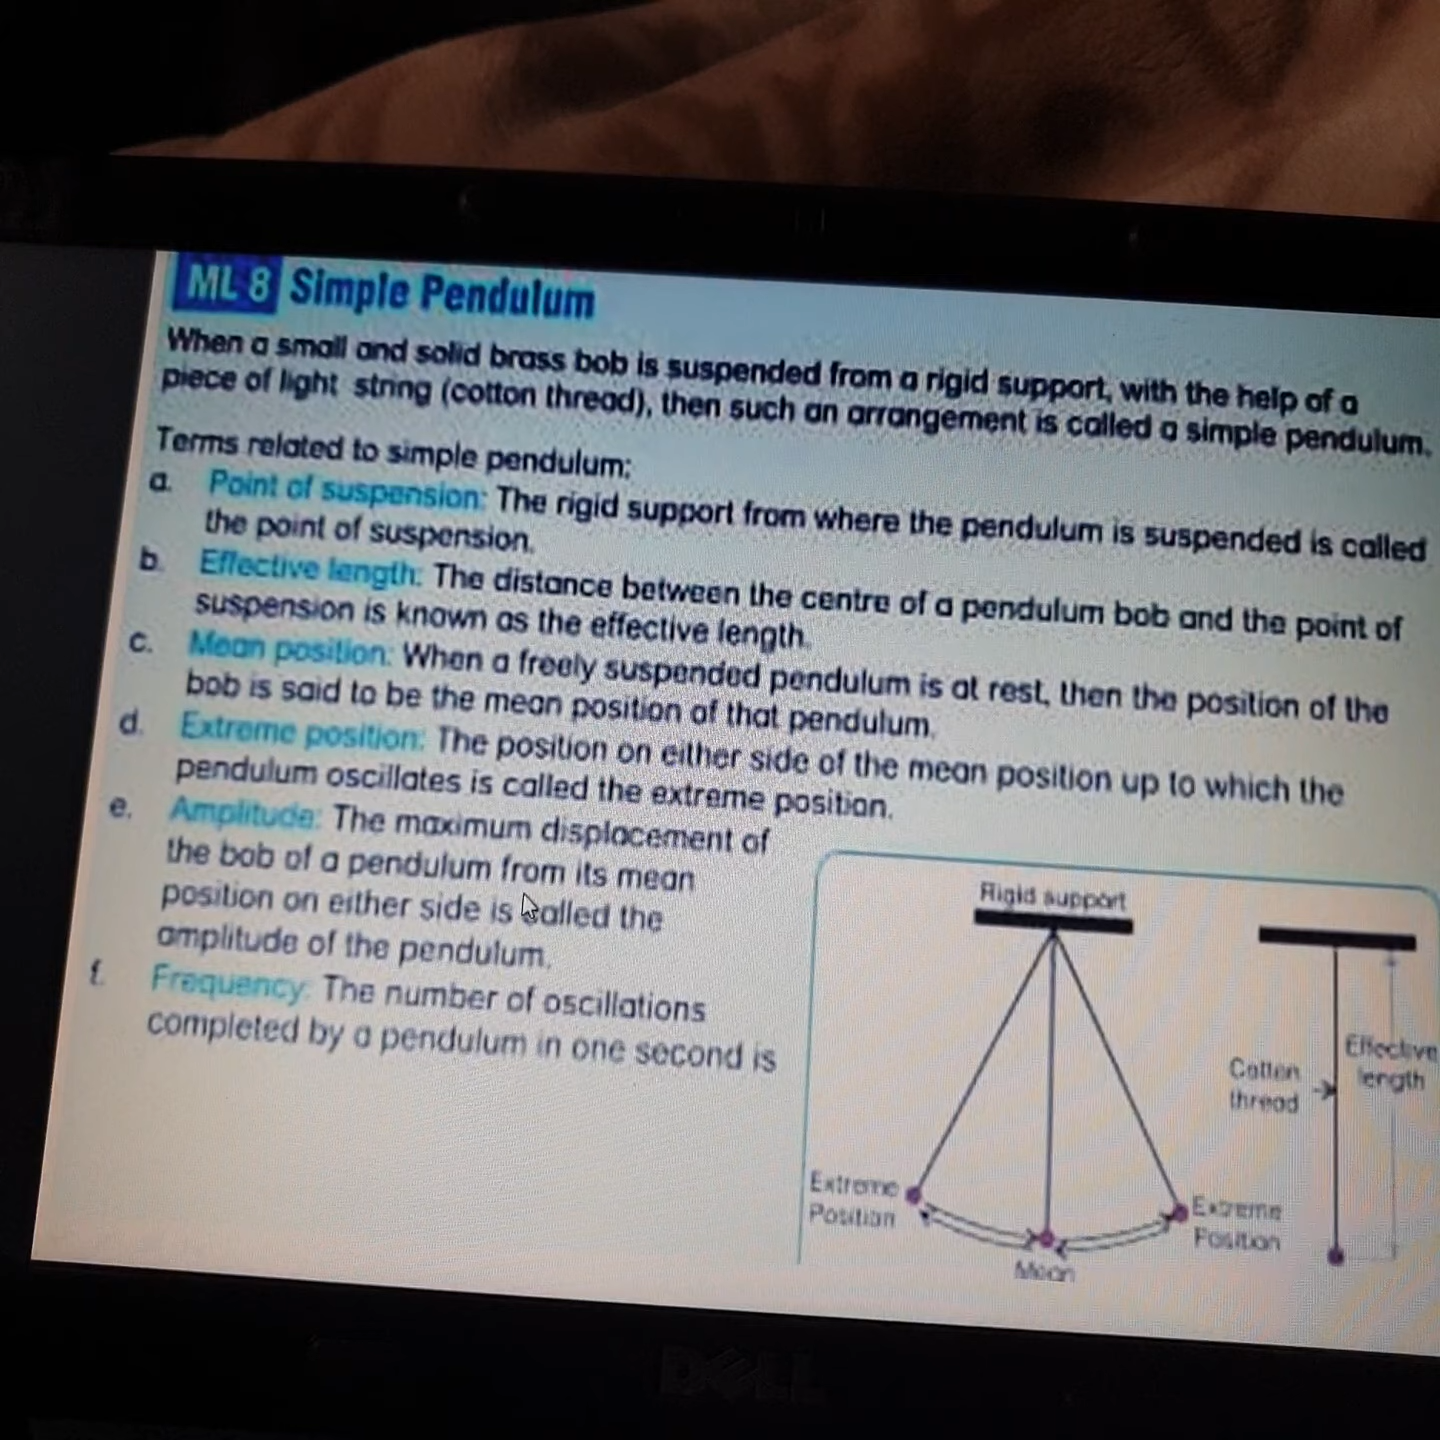 ML 8 Simple Pendulum
When a small and solid brass bob is suspended from a rigid support, with the help of a
piece of light string (cotton thread), then such an arrangement is called a simple pendulum.
Terms related to simple pendulum:
a. Point of suspension: The rigid support from where the pendulum is suspended is called
the point of suspension.
b. Effective length: The distance between the centre of a pendulum bob and the point of
suspension is known as the effective length.
c. Mean position: When a freely suspended pendulum is at rest, then the position of the
bob is said to be the mean position of that pendulum.
d. Extreme position: The position on either side of the mean position up to which the
pendulum oscillates is called the extreme position.
e. Amplitude: The maximum displacement of
the bob of a pendulum from its mean
position on either side is called the
amplitude of the pendulum.
f. Frequency: The number of oscillations
completed by a pendulum in one second is
Rigid support
Effective
length
Cotton
thread
Extreme
Position
Extreme
Position
Mean
DELL